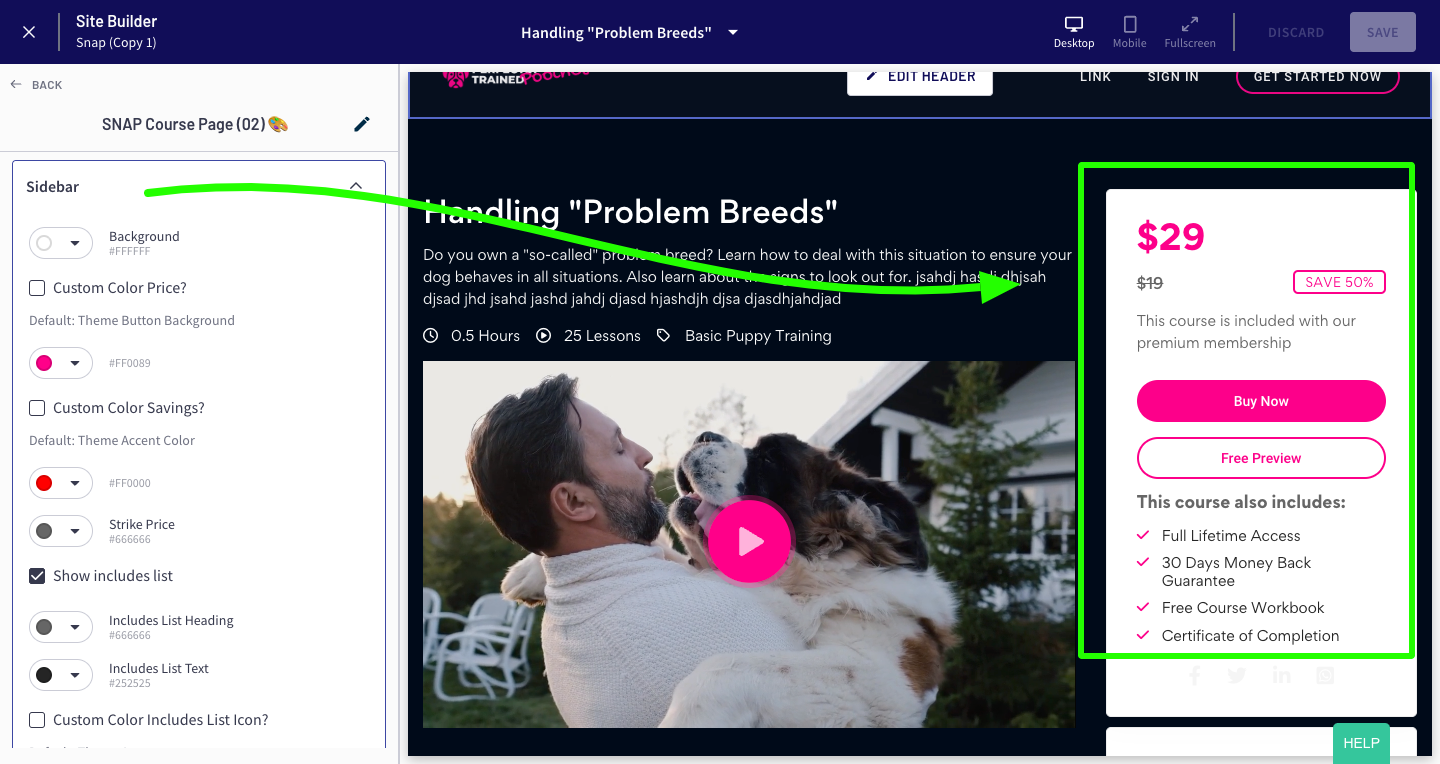 Site Builder
Snap (Copy 1)
Handling "Problem Breeds"
Desktop
Mobile
Fullscreen
DISCARD
SAVE
BACK
SNAP Course Page (02)
Sidebar
Background
#FFFFFF
Custom Color Price?
Default: Theme Button Background
#FF0089
Custom Color Savings?
Default: Theme Accent Color
#FF0000
Strike Price
#666666
Show includes list
Includes List Heading
#666666
Includes List Text
#252525
Custom Color Includes List Icon?
TRAINED
EDIT HEADER
LINK
SIGN IN
GET STARTED NOW
Handling "Problem Breeds"
Do you own a "so-called" problem breed? Learn how to deal with this situation to ensure your
dog behaves in all situations. Also learn about the signs to look out for. jsahdj dhjsah
djsad jhd jsahd jashd jahdj djasd hjashdjh djsa djasdhjahdjad
0.5 Hours
25 Lessons
Basic Puppy Training
$29
$19
SAVE 50%
This course is included with our
premium membership
Buy Now
Free Preview
This course also includes:
Full Lifetime Access
30 Days Money Back
Guarantee
Free Course Workbook
Certificate of Completion
HELP